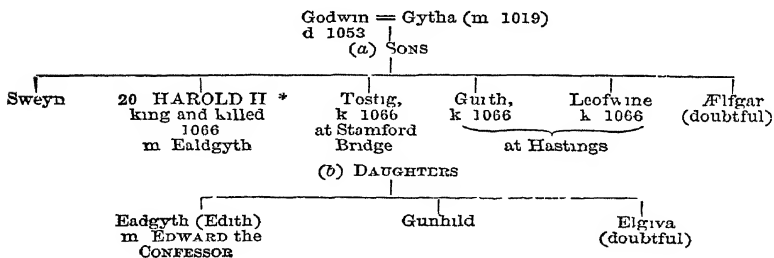 Godwin = Gytha (m 1019)
d 1053
(a) SONS
Sweyn
20 HAROLD II *
king and killed
1066
m Ealdgyth
Tostig,
k 1066
at Stamford
Bridge
Gurth,
k 1066
Leofwine
k 1066
at Hastings
Ælfgar
(doubtful)
(b) DAUGHTERS
Eadgyth (Edith)
m EDWARD the
CONFESSOR
Gunhild
Elgiva
(doubtful)